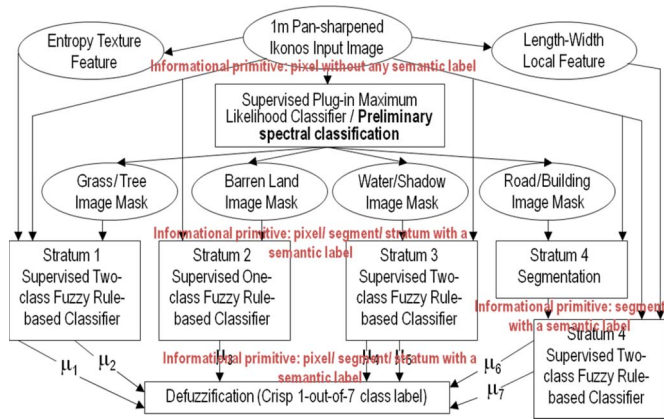 Entropy Texture
Feature
1m Pan-sharpened
Ikonos Input Image
Length-Width
Local Feature
Informational primitive: pixel without any semantic label
Supervised Plug-in Maximum
Likelihood Classifier / Preliminary
spectral classification
Grass/Tree
Image Mask
Barren Land
Image Mask
Water/Shadow
Image Mask
Road/Building
Image Mask
Informational primitive: pixel/ segment/ stratum with a
semantic label
Stratum 1
Supervised Two-
class Fuzzy Rule-
based Classifier
Stratum 2
Supervised One-
class Fuzzy Rule-
based Classifier
Stratum 3
Supervised Two-
class Fuzzy Rule-
based Classifier
Stratum 4
Segmentation
Informational primitive: segment
with a semantic label
Stratum 4
Supervised Two-
class Fuzzy Rule-
based Classifier
μ1
μ2
μ3
μ4
μ5
μ6
μ7
Informational primitive: pixel/ segment/ stratum with a
semantic label
Defuzzification (Crisp 1-out-of-7 class label)